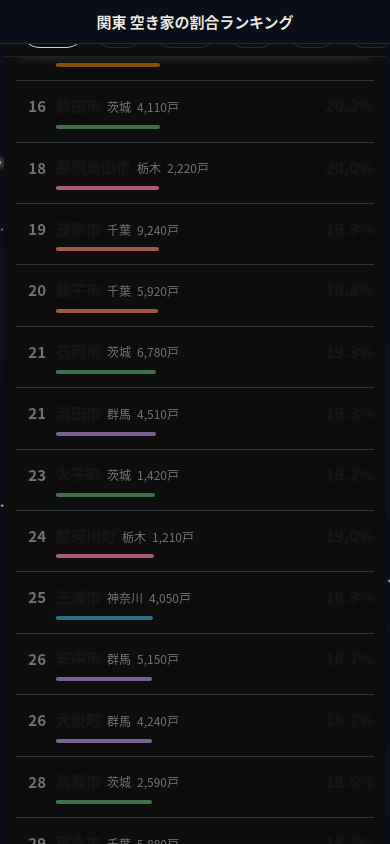 関東 空き家の割合ランキング
16 鉾田市 茨城 4,110戸 20.2%
18 那須烏山市 栃木 2,220戸 20.0%
19 茂原市 千葉 9,240戸 19.9%
20 銚子市 千葉 5,920戸 19.8%
21 石岡市 茨城 6,780戸 19.3%
21 沼田市 群馬 4,510戸 19.3%
23 大子町 茨城 1,420戸 19.2%
24 那珂川町 栃木 1,210戸 19.0%
25 三浦市 神奈川 4,050戸 18.9%
26 安中市 群馬 5,150戸 18.7%
26 大泉町 群馬 4,240戸 18.7%
28 高萩市 茨城 2,590戸 18.6%